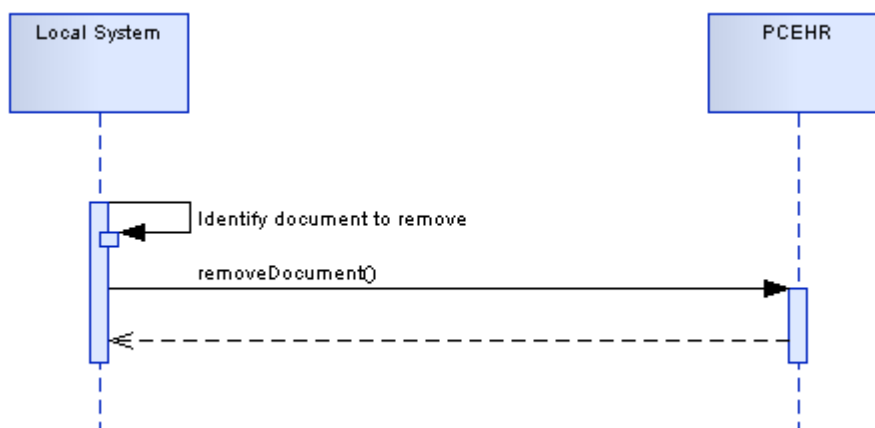 Local System
PCEHR
Identify document to remove
removeDocument()